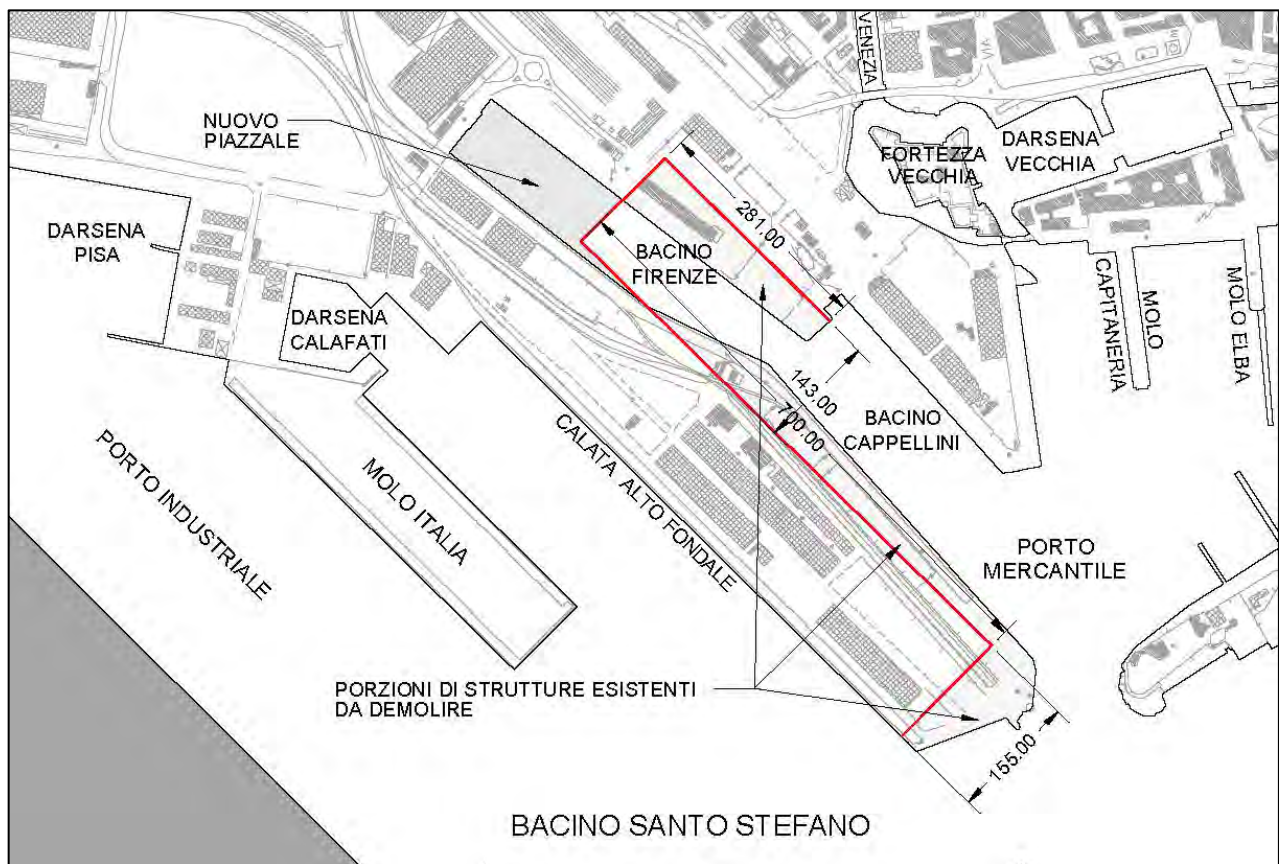 VENEZIA
VIA
NUOVO
PIAZZALE
DARSENA
VECCHIA
FORTEZZA
VECCHIA
281,00
DARSENA
PISA
BACINO
FIRENZE
CAPITANERIA
MOLO
MOLO ELBA
DARSENA
CALAFATI
143,00
700,00
BACINO
CAPPELLINI
CALATA ALTO FONDALE
PORTO INDUSTRIALE
MOLO ITALIA
PORTO
MERCANTILE
PORZIONI DI STRUTTURE ESISTENTI
DA DEMOLIRE
155,00
BACINO SANTO STEFANO